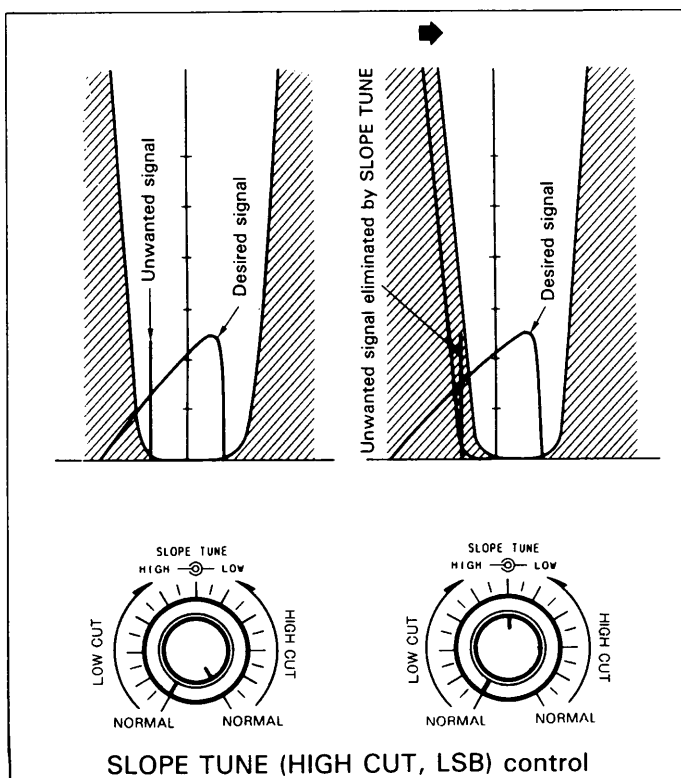 Unwanted signal
Desired signal
Unwanted signal eliminated by SLOPE TUNE
Desired signal
SLOPE TUNE
HIGH LOW
LOW CUT
HIGH CUT
NORMAL NORMAL
SLOPE TUNE
HIGH LOW
LOW CUT
HIGH CUT
NORMAL NORMAL
SLOPE TUNE (HIGH CUT, LSB) control